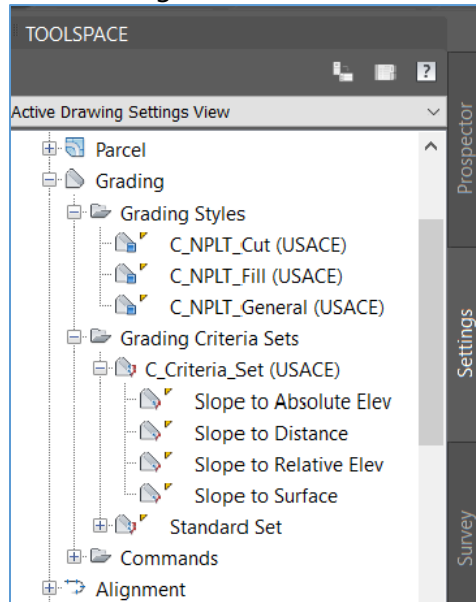 TOOLSPACE
?
Active Drawing Settings View
Parcel
Grading
Grading Styles
C_NPLT_Cut (USACE)
C_NPLT_Fill (USACE)
C_NPLT_General (USACE)
Grading Criteria Sets
C_Criteria_Set (USACE)
Slope to Absolute Elev
Slope to Distance
Slope to Relative Elev
Slope to Surface
Standard Set
Commands
Alignment
Prospector
Settings
Survey